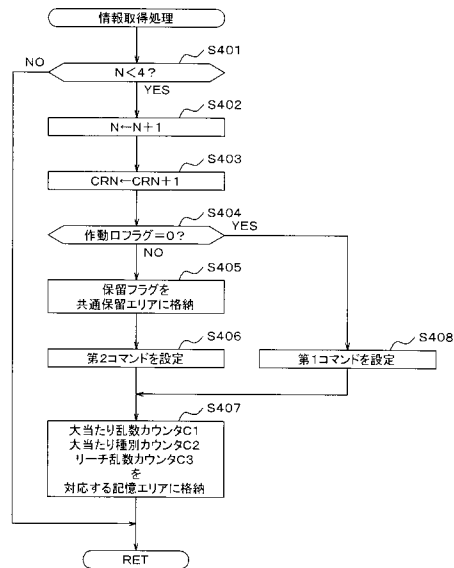 情報取得処理
S401
NO
N<4?
YES
S402
N←N+1
S403
CRN←CRN+1
S404
作動口フラグ=0?
YES
NO
S405
保留フラグを
共通保留エリアに格納
S406
第2コマンドを設定
S408
第1コマンドを設定
S407
大当たり乱数カウンタC1
大当たり種別カウンタC2
リーチ乱数カウンタC3
を
対応する記憶エリアに格納
RET